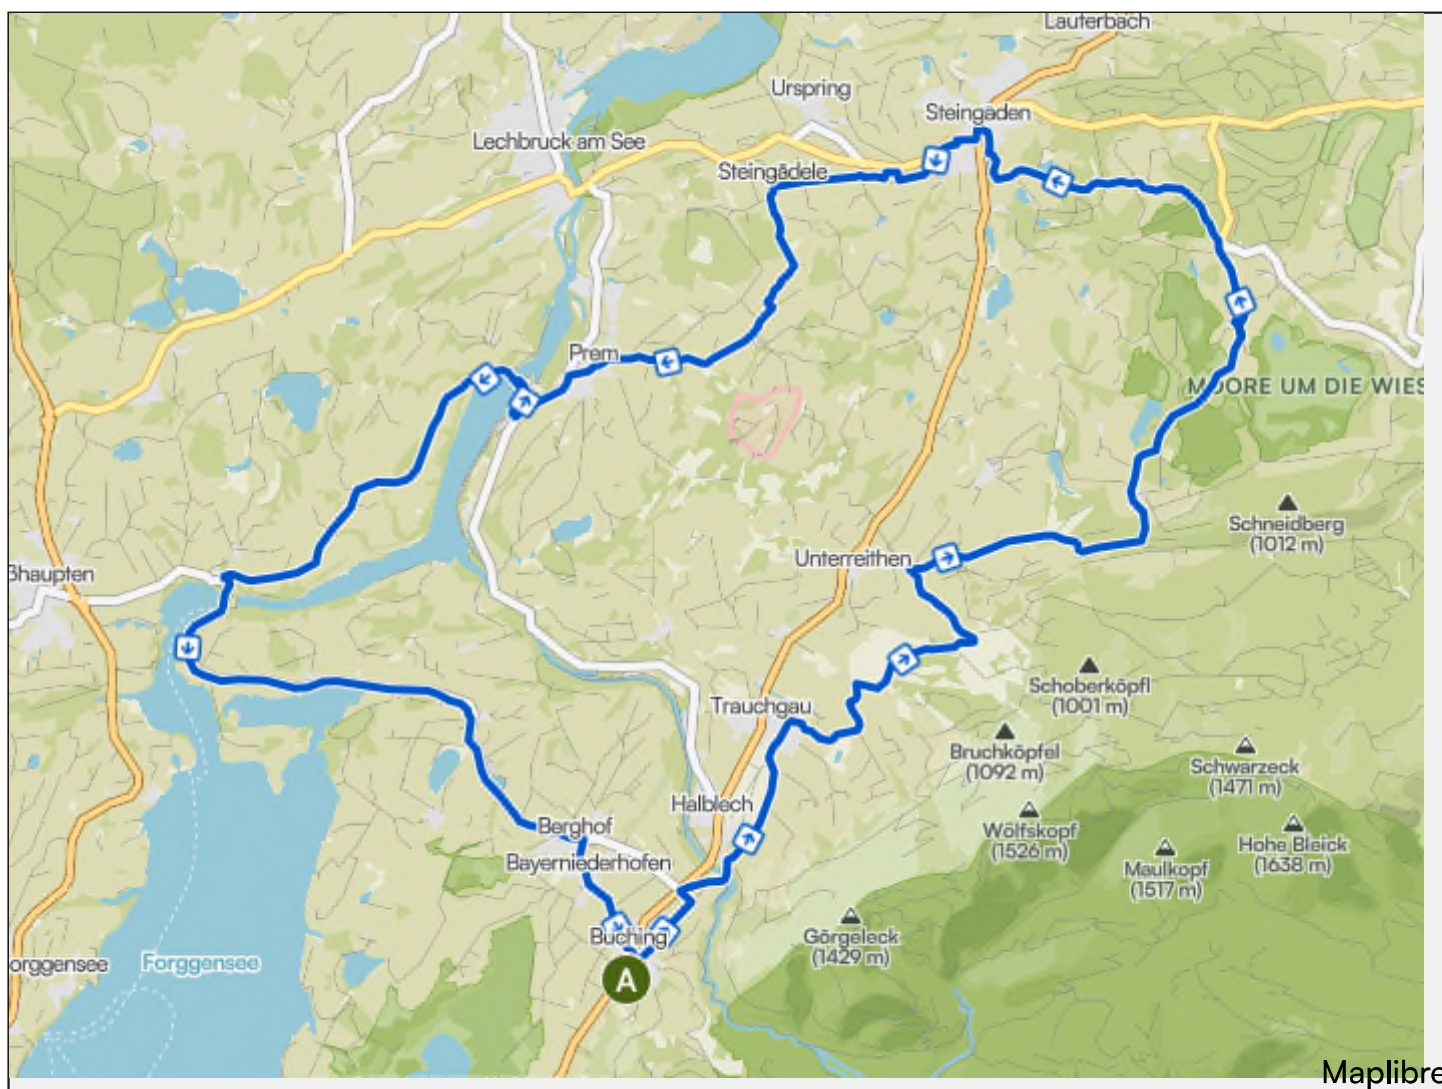 Lauterbach
Urspring
Steingaden
Lechbruck am See
Steingädele
Prem
MOORE UM DIE WIES
Schneidberg
(1012 m)
Unterreithen
ßhaupten
Schoberköpfl
(1001 m)
Trauchgau
Bruchköpfel
(1092 m)
Schwarzeck
(1471 m)
Halblech
Wölfskopf
(1526 m)
Hohe Bleick
(1638 m)
Berghof
Bayerniederhofen
Maulkopf
(1517 m)
Buching
Görgeleck
(1429 m)
orggensee
Forggensee
A
Maplibre